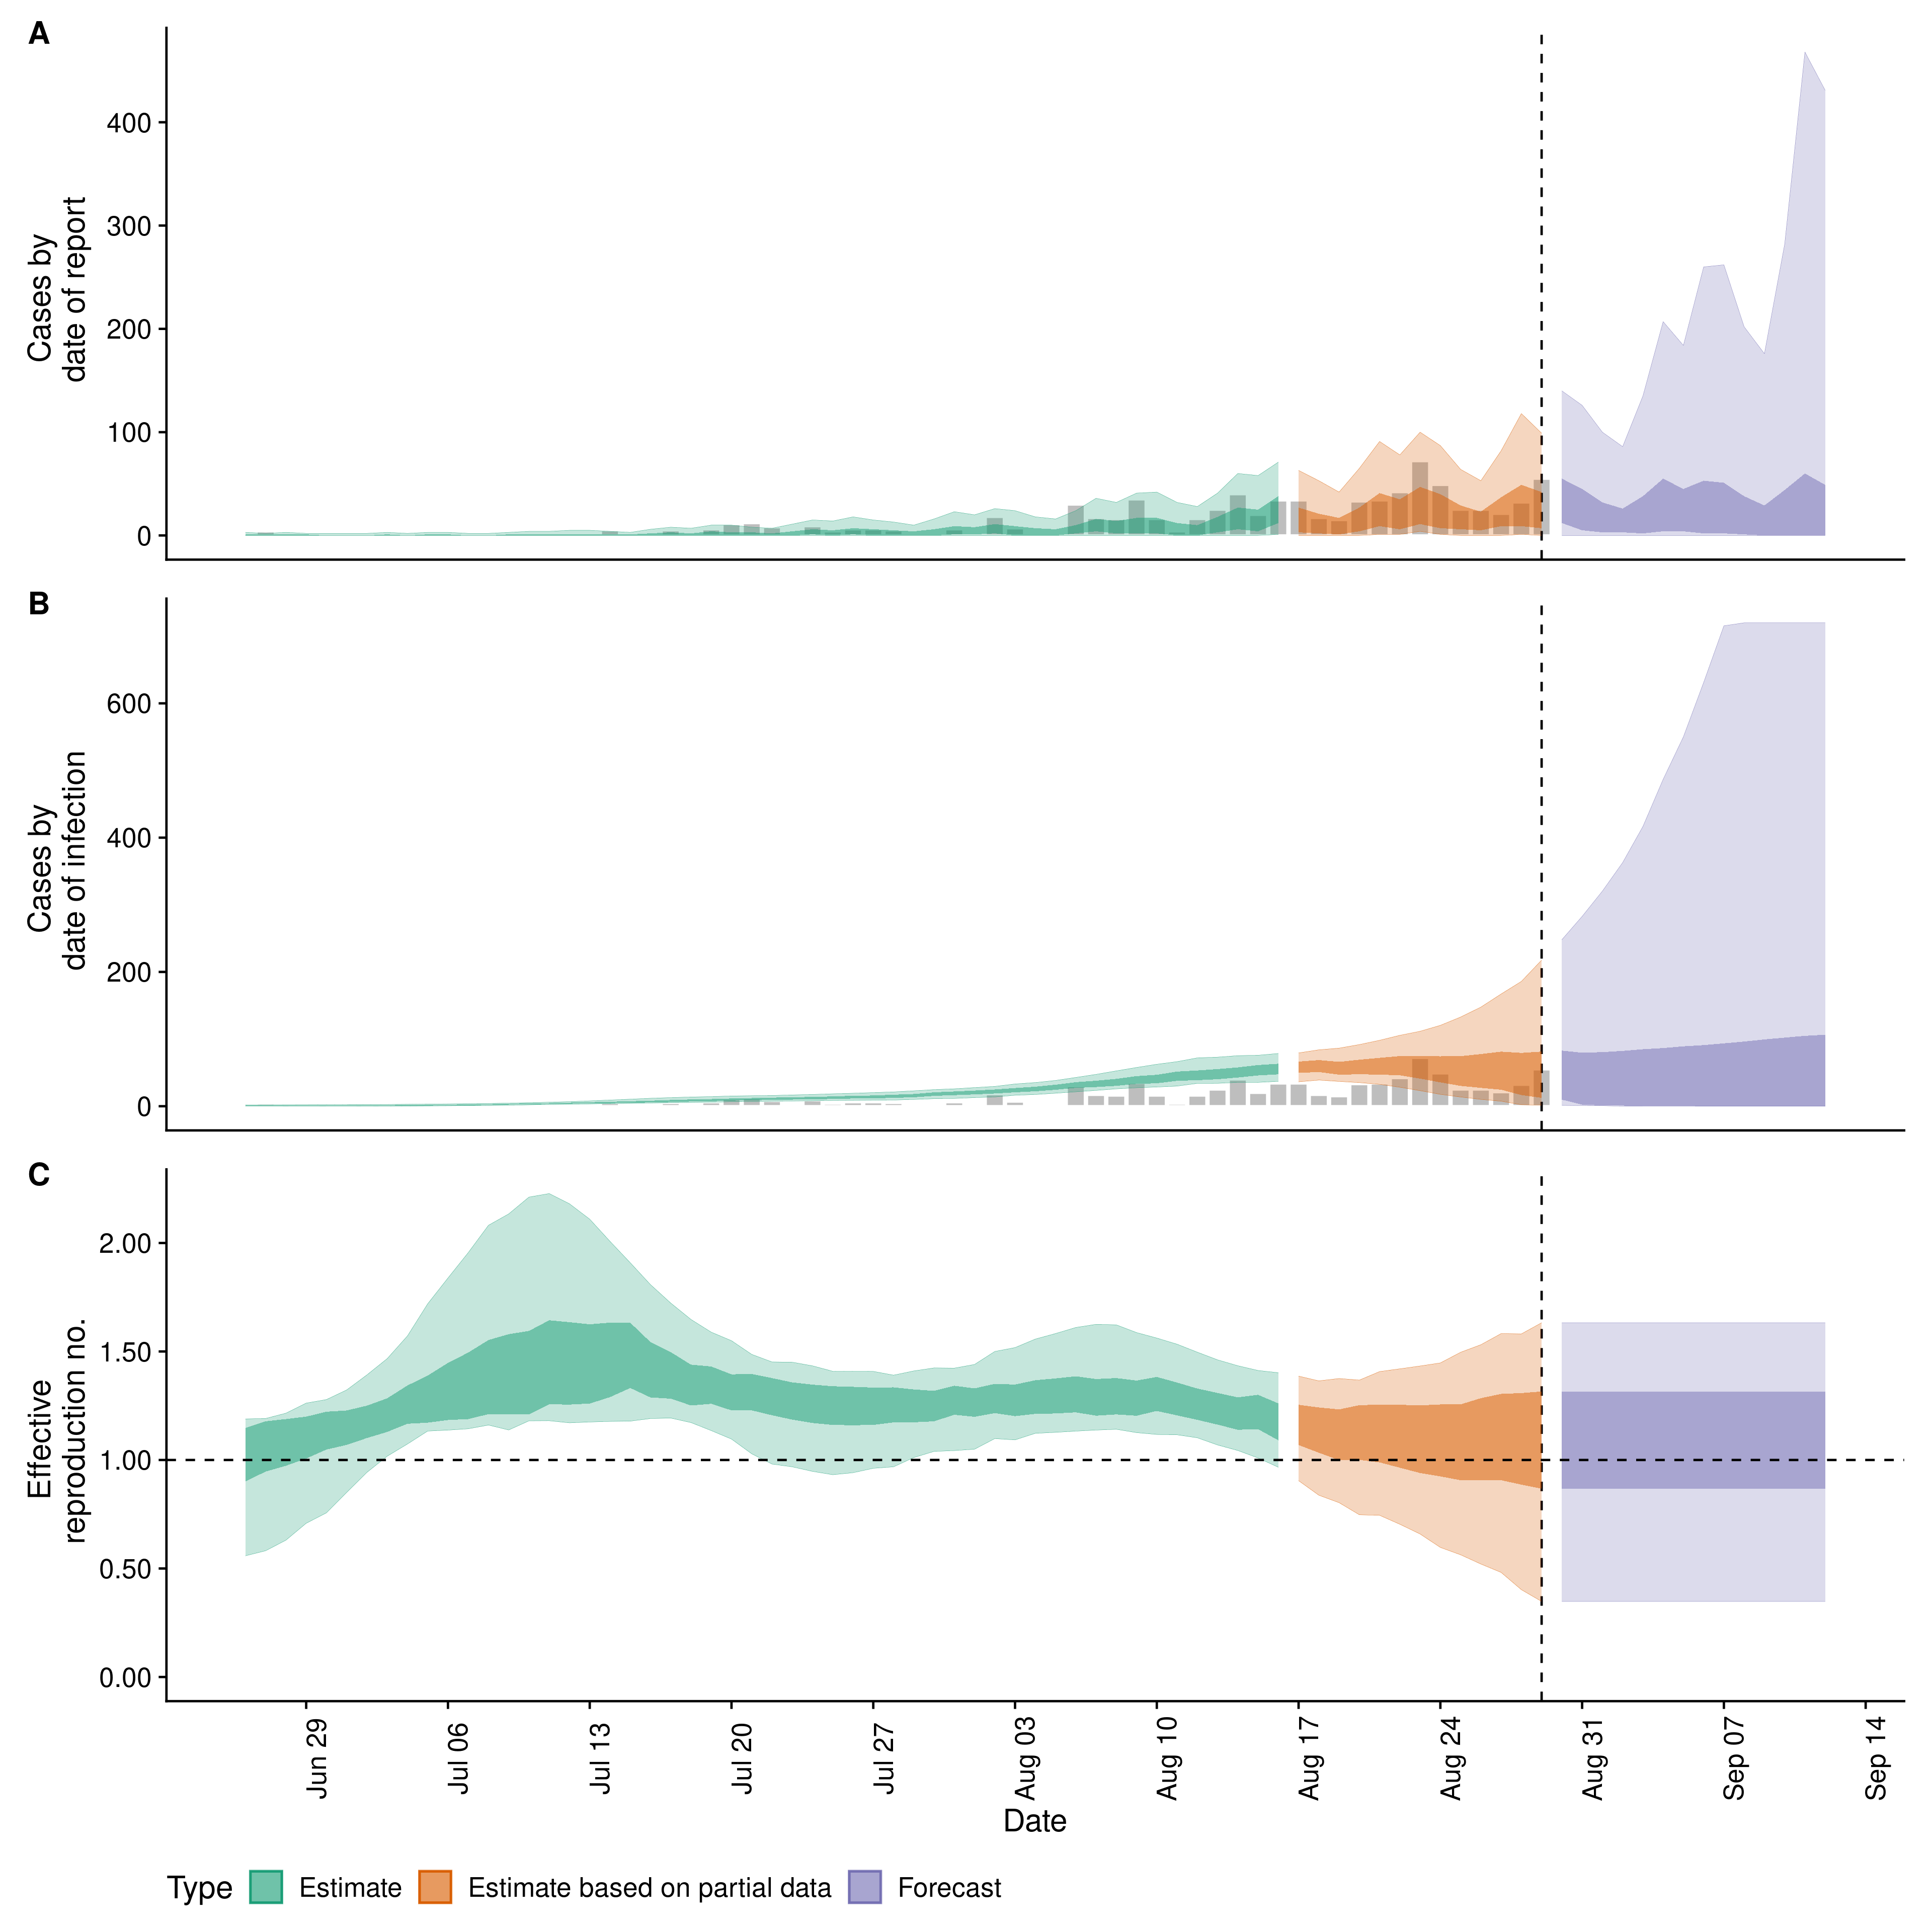 A
Cases by
date of report
400
300
200
100
0
B
Cases by
date of infection
600
400
200
0
C
Effective
reproduction no.
2.00
1.50
1.00
0.50
0.00
Jun 29
Jul 06
Jul 13
Jul 20
Jul 27
Aug 03
Aug 10
Aug 17
Aug 24
Aug 31
Sep 07
Sep 14
Date
Type
Estimate
Estimate based on partial data
Forecast